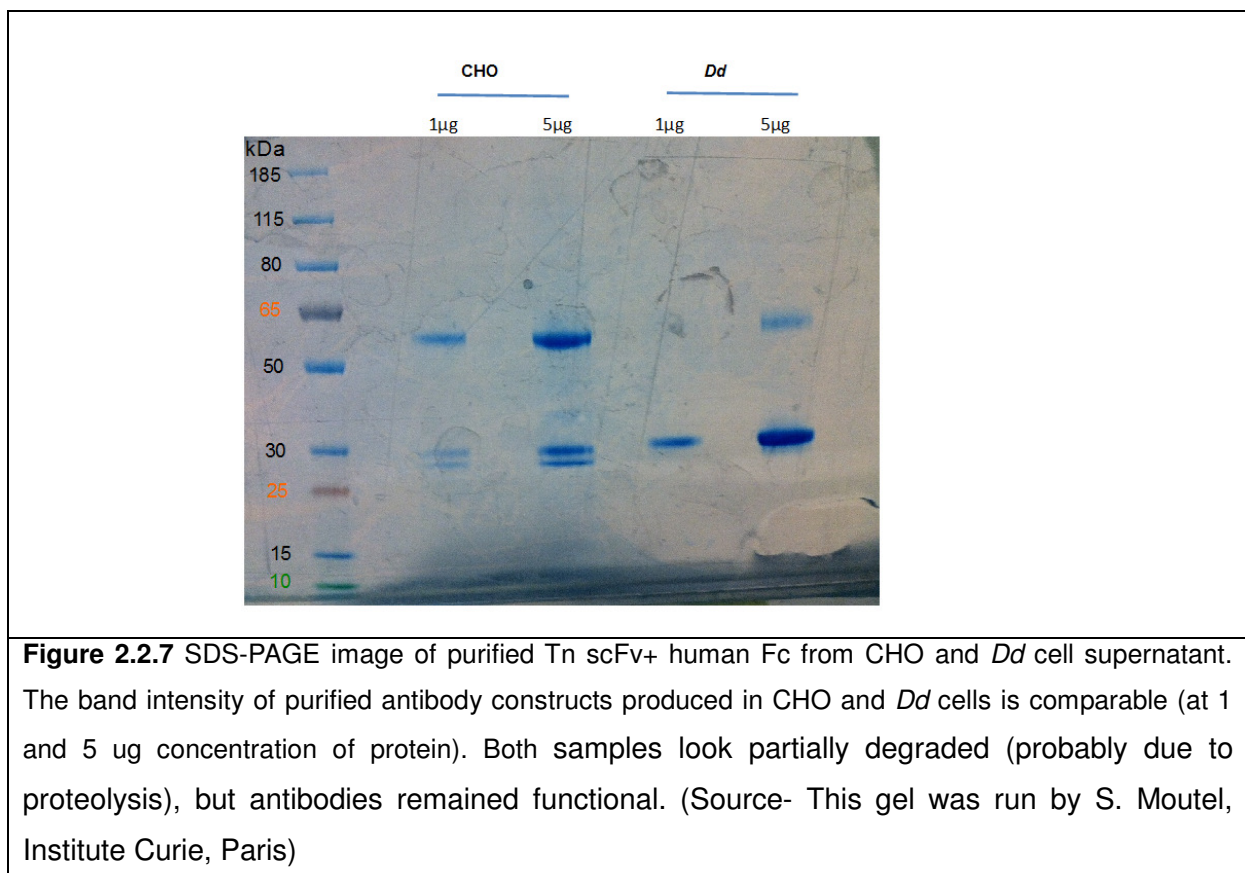 CHO Dd
1µg 5µg 1µg 5µg
kDa
185
115
80
65
50
30
25
15
10
Figure 2.2.7 SDS-PAGE image of purified Tn scFv+ human Fc from CHO and Dd cell supernatant.
The band intensity of purified antibody constructs produced in CHO and Dd cells is comparable (at 1
and 5 ug concentration of protein). Both samples look partially degraded (probably due to
proteolysis), but antibodies remained functional. (Source- This gel was run by S. Moutel,
Institute Curie, Paris)